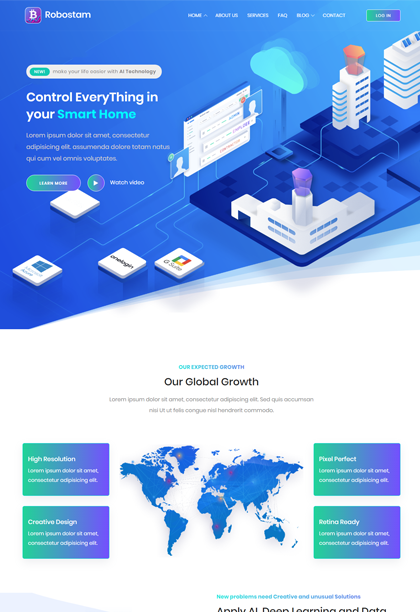 Robostam
HOME
ABOUT US
SERVICES
FAQ
BLOG
CONTACT
LOG IN
NEW!
make your life easier with AI Technology
Control EveryThing in
your Smart Home
Lorem ipsum dolor sit amet, consectetur
adipisicing elit. assumenda dolore totam natus
qui cum vel omnis voluptates.
LEARN MORE
Watch video
onelogin
G Suite
OUR EXPECTED GROWTH
Our Global Growth
Lorem ipsum dolor sit amet, consectetur adipiscing elit. Sed quis accumsan
nisi Ut ut felis congue nisl hendrerit commodo.
High Resolution
Lorem ipsum dolor sit amet,
consectetur adipisicing elit.
Pixel Perfect
Lorem ipsum dolor sit amet,
consectetur adipisicing elit.
Creative Design
Lorem ipsum dolor sit amet,
consectetur adipisicing elit.
Retina Ready
Lorem ipsum dolor sit amet,
consectetur adipisicing elit.
New problems need Creative and unusual Solutions
Apply AI, Deep Learning and Data